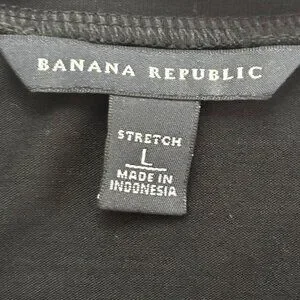 BANANA REPUBLIC
STRETCH
L
MADE IN
INDONESIA